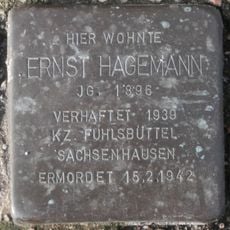 HIER WOHNTE
ERNST HAGEMANN
JG. 1896
VERHAFTET 1939
KZ FUHLSBÜTTEL
SACHSENHAUSEN
ERMORDET 15.2.1942